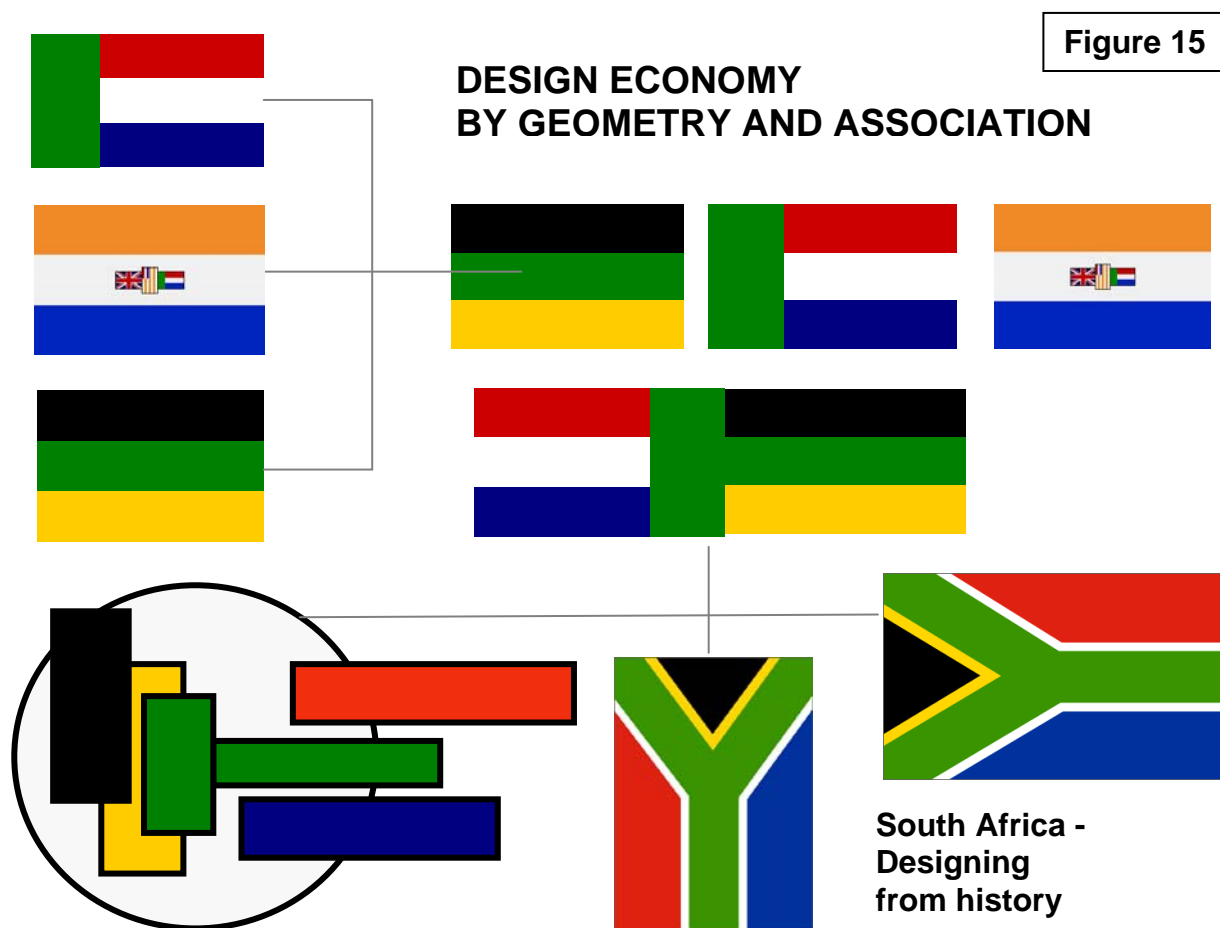 Figure 15
DESIGN ECONOMY
BY GEOMETRY AND ASSOCIATION
South Africa -
Designing
from history